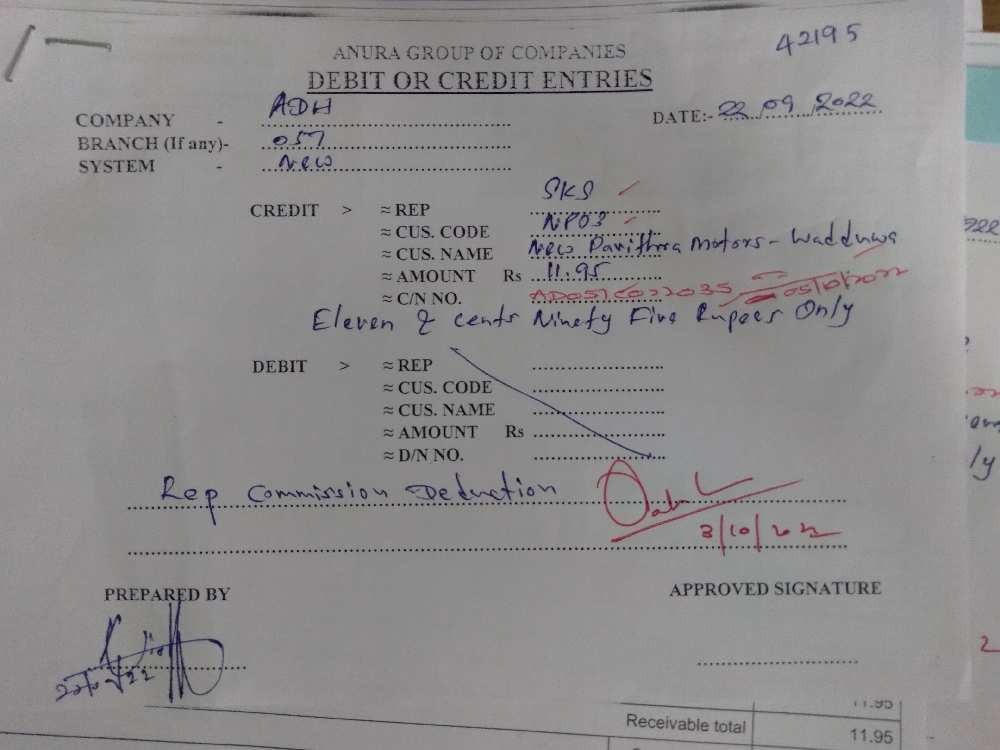 42195
ANURA GROUP OF COMPANIES
DEBIT OR CREDIT ENTRIES
COMPANY - ADH
DATE:- 22/09/2022
BRANCH (If any)- 057
SYSTEM - New
CREDIT > ≈ REP SKS
≈ CUS. CODE NP03
≈ CUS. NAME New Pavithra Motors - Wadduwa
≈ AMOUNT Rs 11.95
≈ C/N NO. AD057C022035 05/10/2022
Eleven & cents Ninety Five Rupees Only
DEBIT > ≈ REP
≈ CUS. CODE
≈ CUS. NAME
≈ AMOUNT Rs
≈ D/N NO.
Rep Commission Deduction
3/10/2022
PREPARED BY
APPROVED SIGNATURE
11.95
Receivable total 11.95